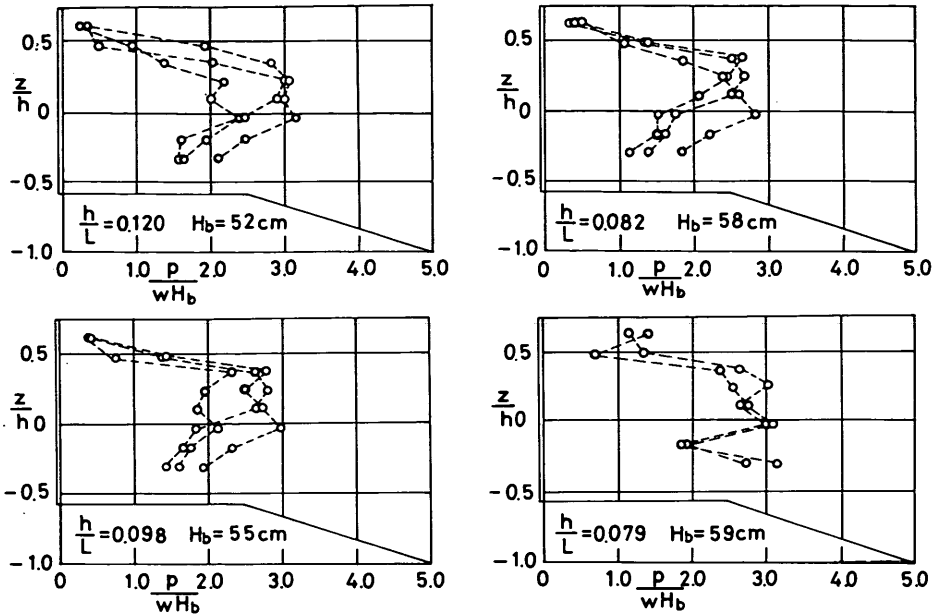 0.5
z/h
0
-0.5
-1.0
h/L = 0.120 Hb = 52cm
0 1.0 p/wHb 2.0 3.0 4.0 5.0
0.5
z/h
0
-0.5
-1.0
h/L = 0.082 Hb = 58cm
0 1.0 p/wHb 2.0 3.0 4.0 5.0
0.5
z/h
0
-0.5
-1.0
h/L = 0.098 Hb = 55cm
0 1.0 p/wHb 2.0 3.0 4.0 5.0
0.5
z/h
0
-0.5
-1.0
h/L = 0.079 Hb = 59cm
0 1.0 p/wHb 2.0 3.0 4.0 5.0